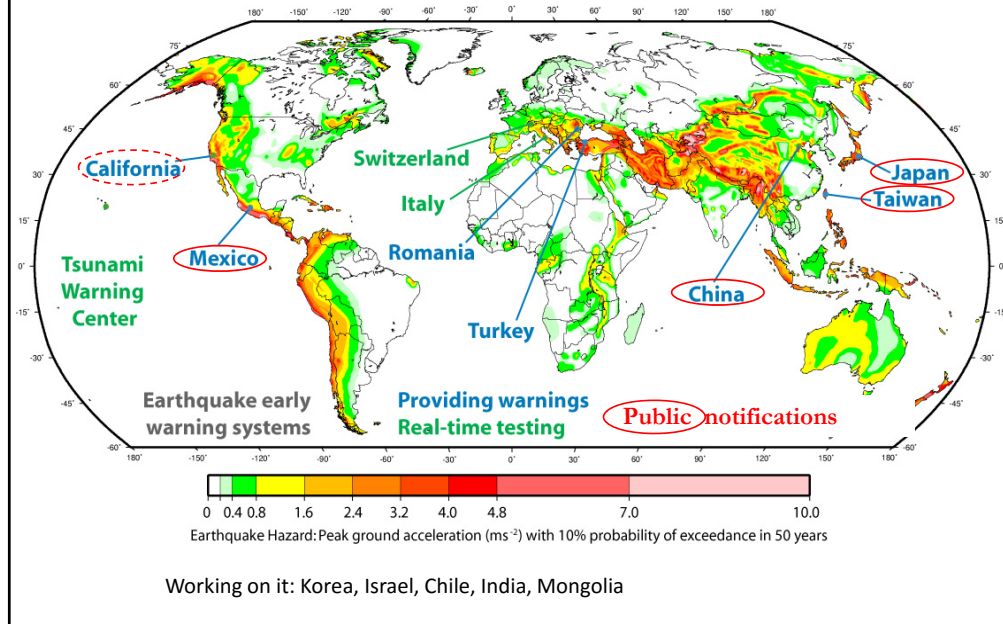 180˚ -150˚ -120˚ -90˚ -60˚ -30˚ 0˚ 30˚ 60˚ 90˚ 120˚ 150˚ 180˚
75˚ 75˚
60˚ 60˚
45˚ 45˚
Switzerland
California
Japan
30˚ 30˚
Taiwan
Italy
15˚ 15˚
Romania
Mexico
0˚ 0˚
Tsunami
Warning
Center
China
-15˚ -15˚
Turkey
-30˚ -30˚
Earthquake early
warning systems
Providing warnings
Real-time testing
Public notifications
-45˚ -45˚
-60˚ -60˚
180˚ -150˚ -120˚ -90˚ -60˚ -30˚ 0˚ 30˚ 60˚ 90˚ 120˚ 150˚ 180˚
0 0.4 0.8 1.6 2.4 3.2 4.0 4.8 7.0 10.0
Earthquake Hazard: Peak ground acceleration (ms⁻²) with 10% probability of exceedance in 50 years
Working on it: Korea, Israel, Chile, India, Mongolia